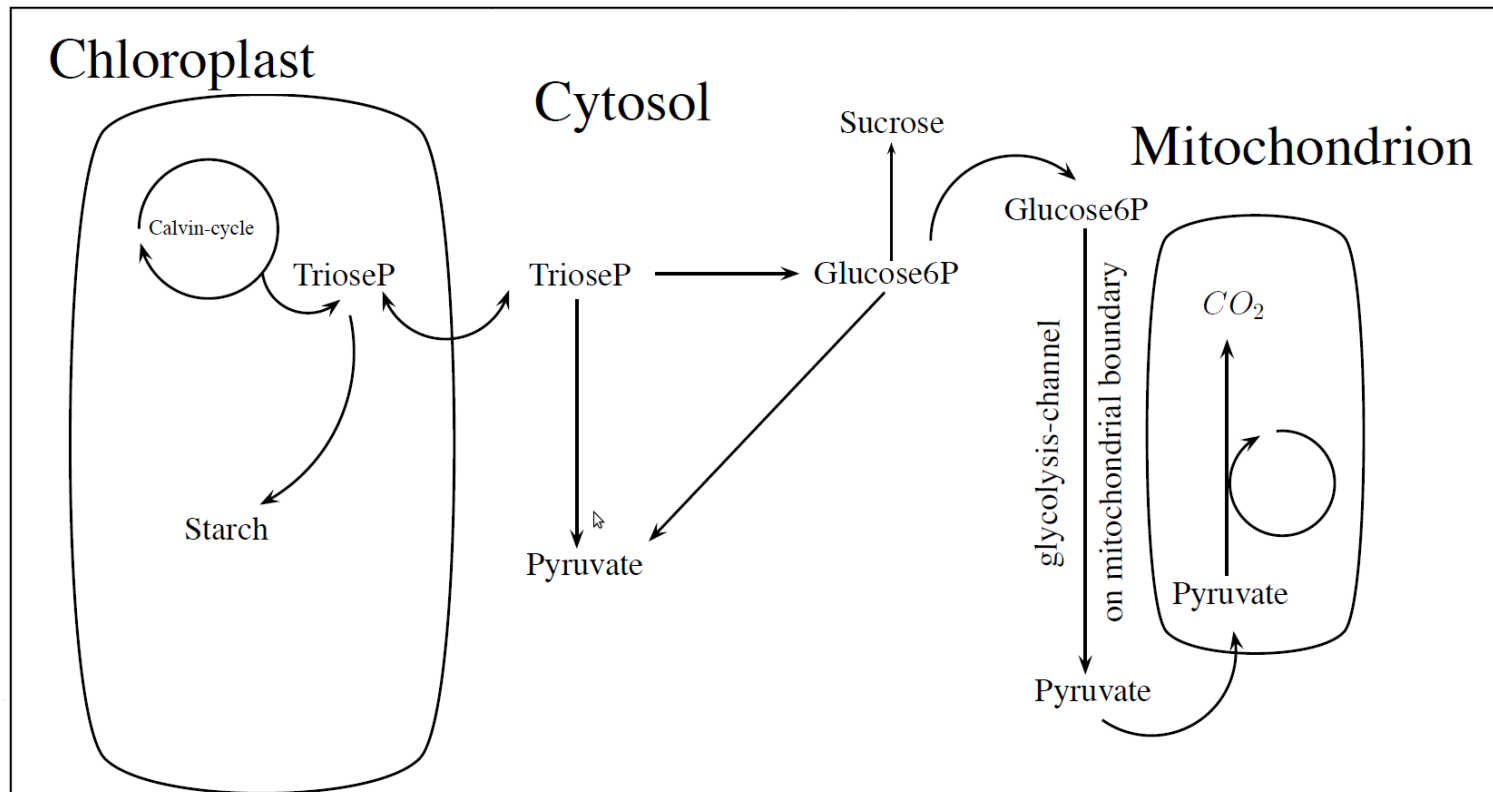 Chloroplast
Cytosol
Mitochondrion
Sucrose
Glucose6P
Calvin-cycle
TrioseP
TrioseP
Glucose6P
CO₂
glycolysis-channel
on mitochondrial boundary
Starch
Pyruvate
Pyruvate
Pyruvate